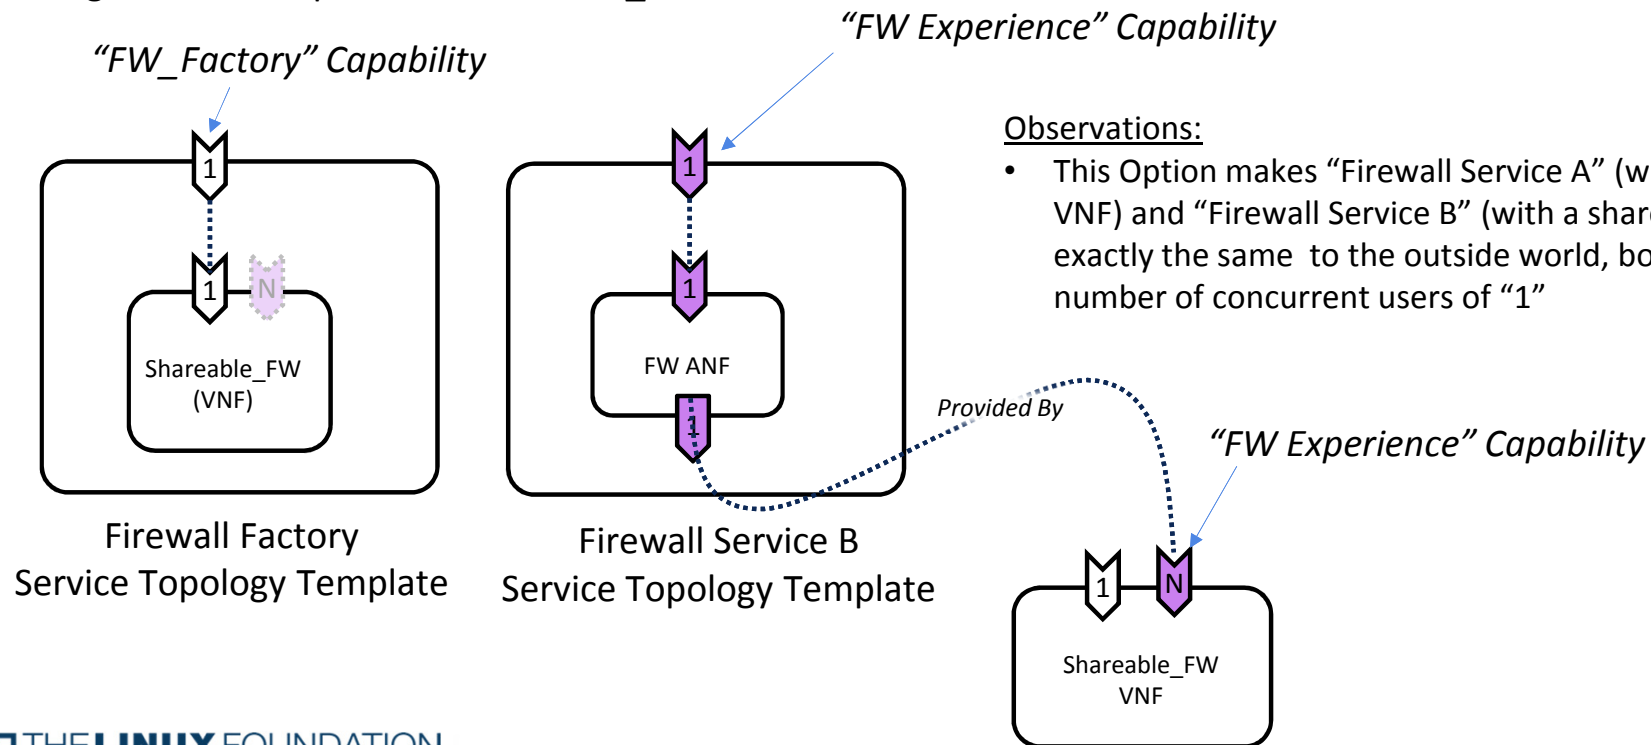 “FW Experience” Capability
“FW_Factory” Capability
1
1
N
Shareable_FW
(VNF)
Firewall Factory
Service Topology Template
1
1
FW ANF
1
Firewall Service B
Service Topology Template
Provided By
Observations:
• This Option makes “Firewall Service A”
VNF) and “Firewall Service B” (with a
exactly the same to the outside world,
number of concurrent users of “1”
“FW Experience” Capability
1
N
Shareable_FW
VNF
THE LINUX FOUNDATION